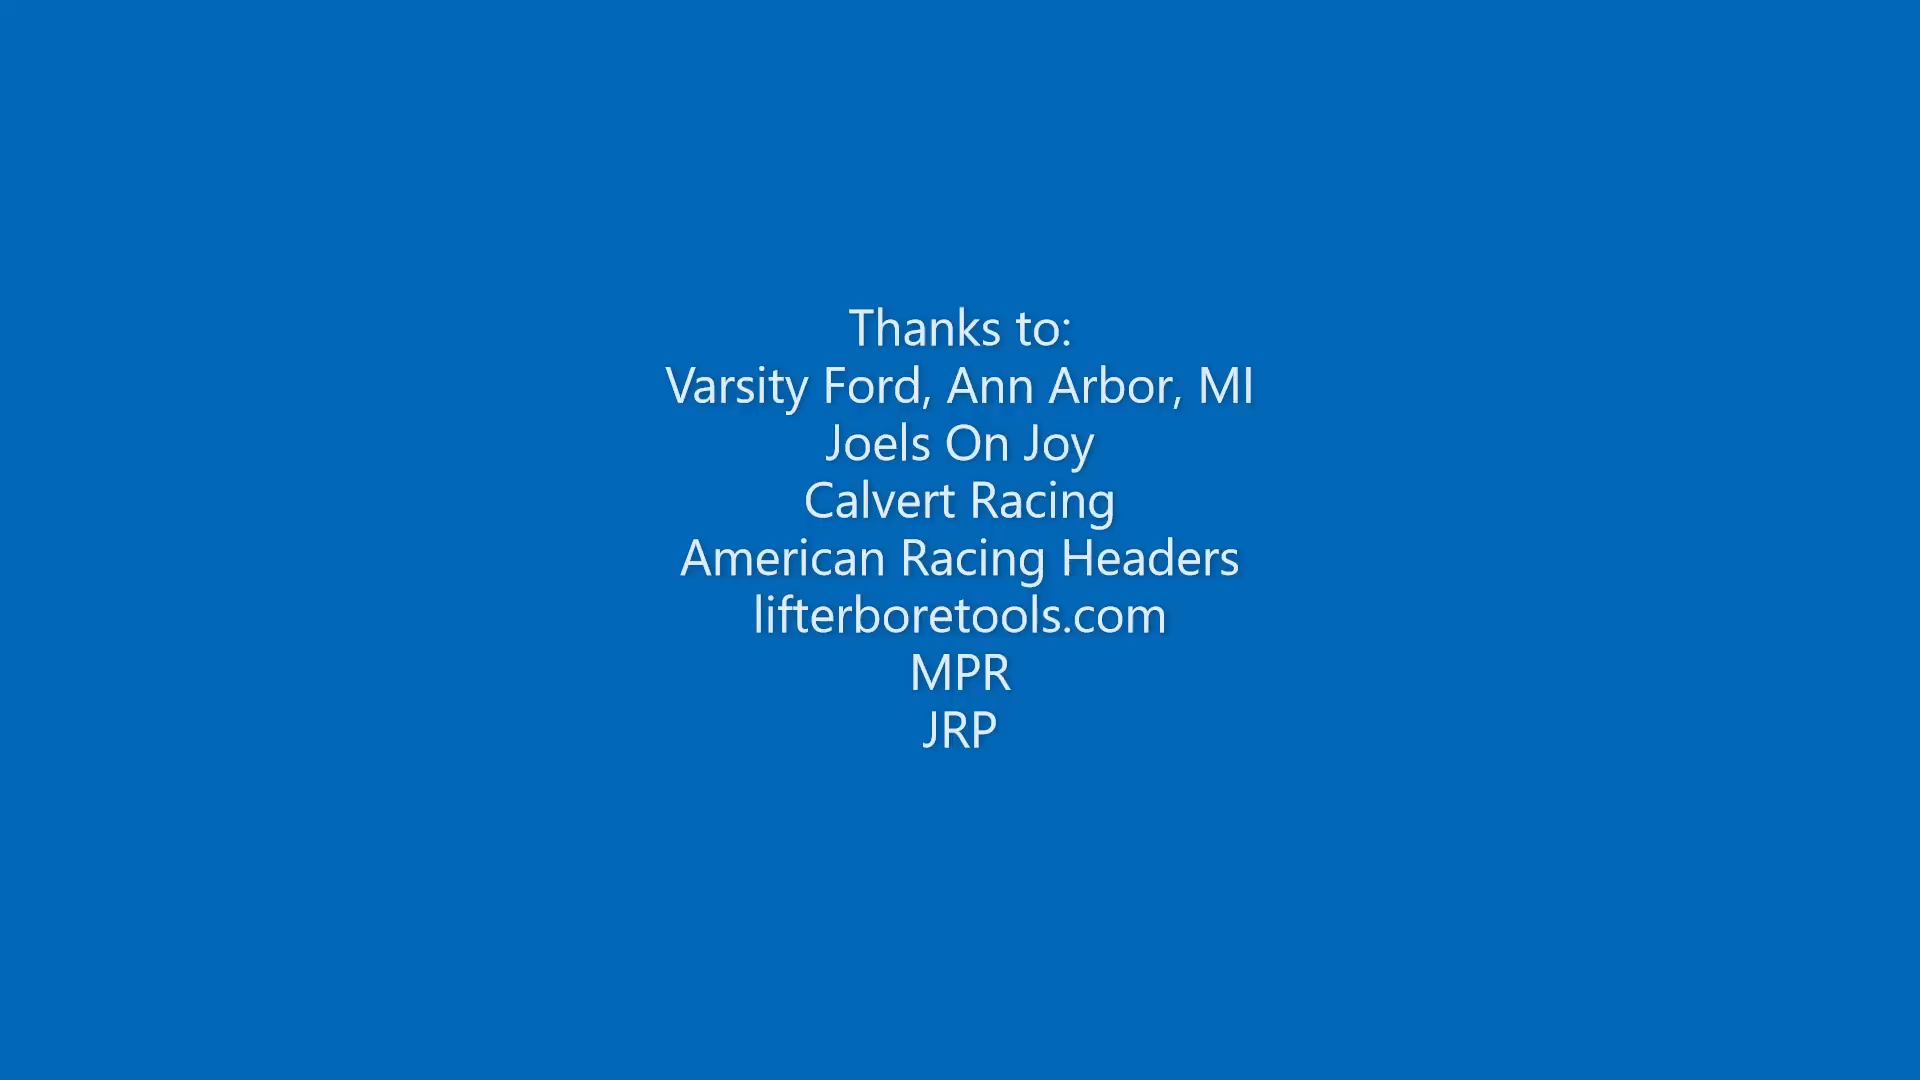 Thanks to:
Varsity Ford, Ann Arbor, MI
Joels On Joy
Calvert Racing
American Racing Headers
lifterboretools.com
MPR
JRP